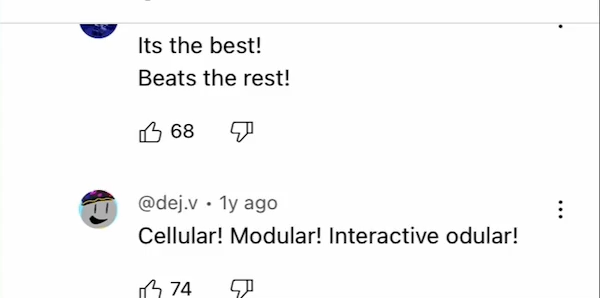 Its the best!
Beats the rest!
68
@dej.v • 1y ago
Cellular! Modular! Interactive odular!
74